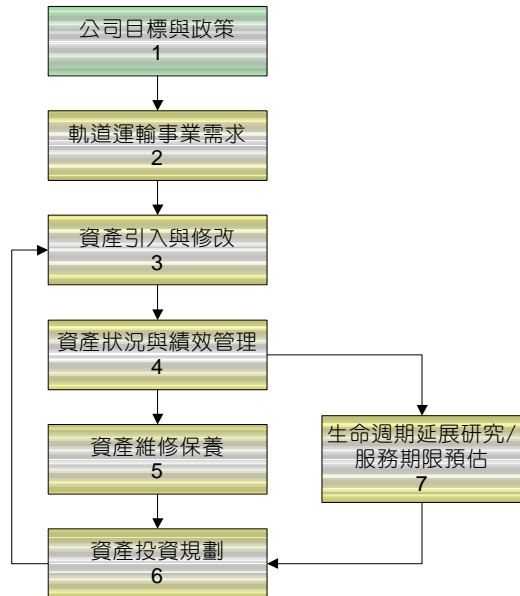 公司目標與政策
1
軌道運輸事業需求
2
資產引入與修改
3
資產狀況與績效管理
4
資產維修保養
5
生命週期延展研究/
服務期限預估
7
資產投資規劃
6